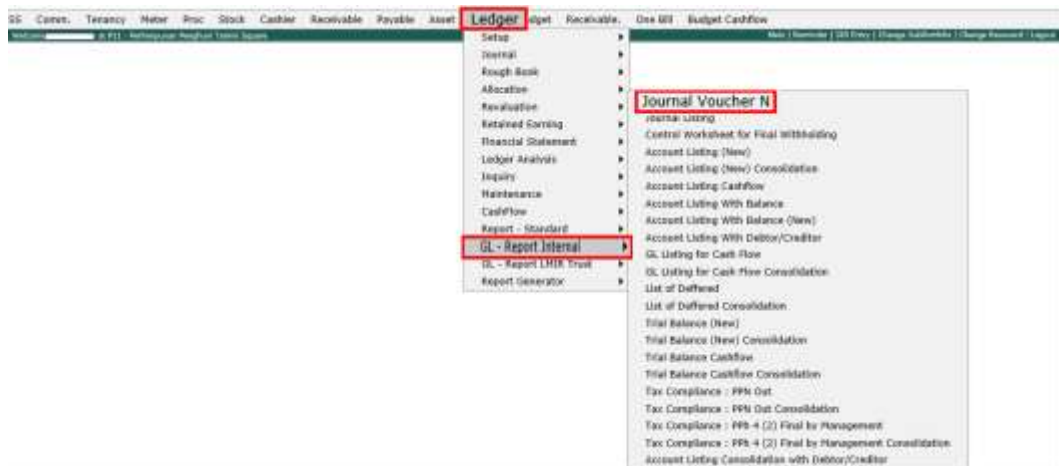 GS Comm. Tenancy Meter Proc Stock Cashier Receivable Payable Asset Ledger Budget Receivable. One Bill Budget Cashflow
Welcome @ P11 - Perhimpunan Penghuni Tamini Square
Setup
Journal
Rough Book
Allocation
Revaluation
Retained Earning
Financial Statement
Ledger Analysis
Inquiry
Maintenance
CashFlow
Report - Standard
GL - Report Internal
GL - Report LMIR Trust
Report Generator
Journal Voucher N
Journal Listing
Control Worksheet for Final Withholding
Account Listing (New)
Account Listing (New) Consolidation
Account Listing Cashflow
Account Listing With Balance
Account Listing With Balance (New)
Account Listing With Debtor/Creditor
GL Listing for Cash Flow
GL Listing for Cash Flow Consolidation
List of Deffered
List of Deffered Consolidation
Trial Balance (New)
Trial Balance (New) Consolidation
Trial Balance Cashflow
Trial Balance Cashflow Consolidation
Tax Compliance : PPN Out
Tax Compliance : PPN Out Consolidation
Tax Compliance : PPh 4 (2) Final by Management
Tax Compliance : PPh 4 (2) Final by Management Consolidation
Account Listing Consolidation with Debtor/Creditor